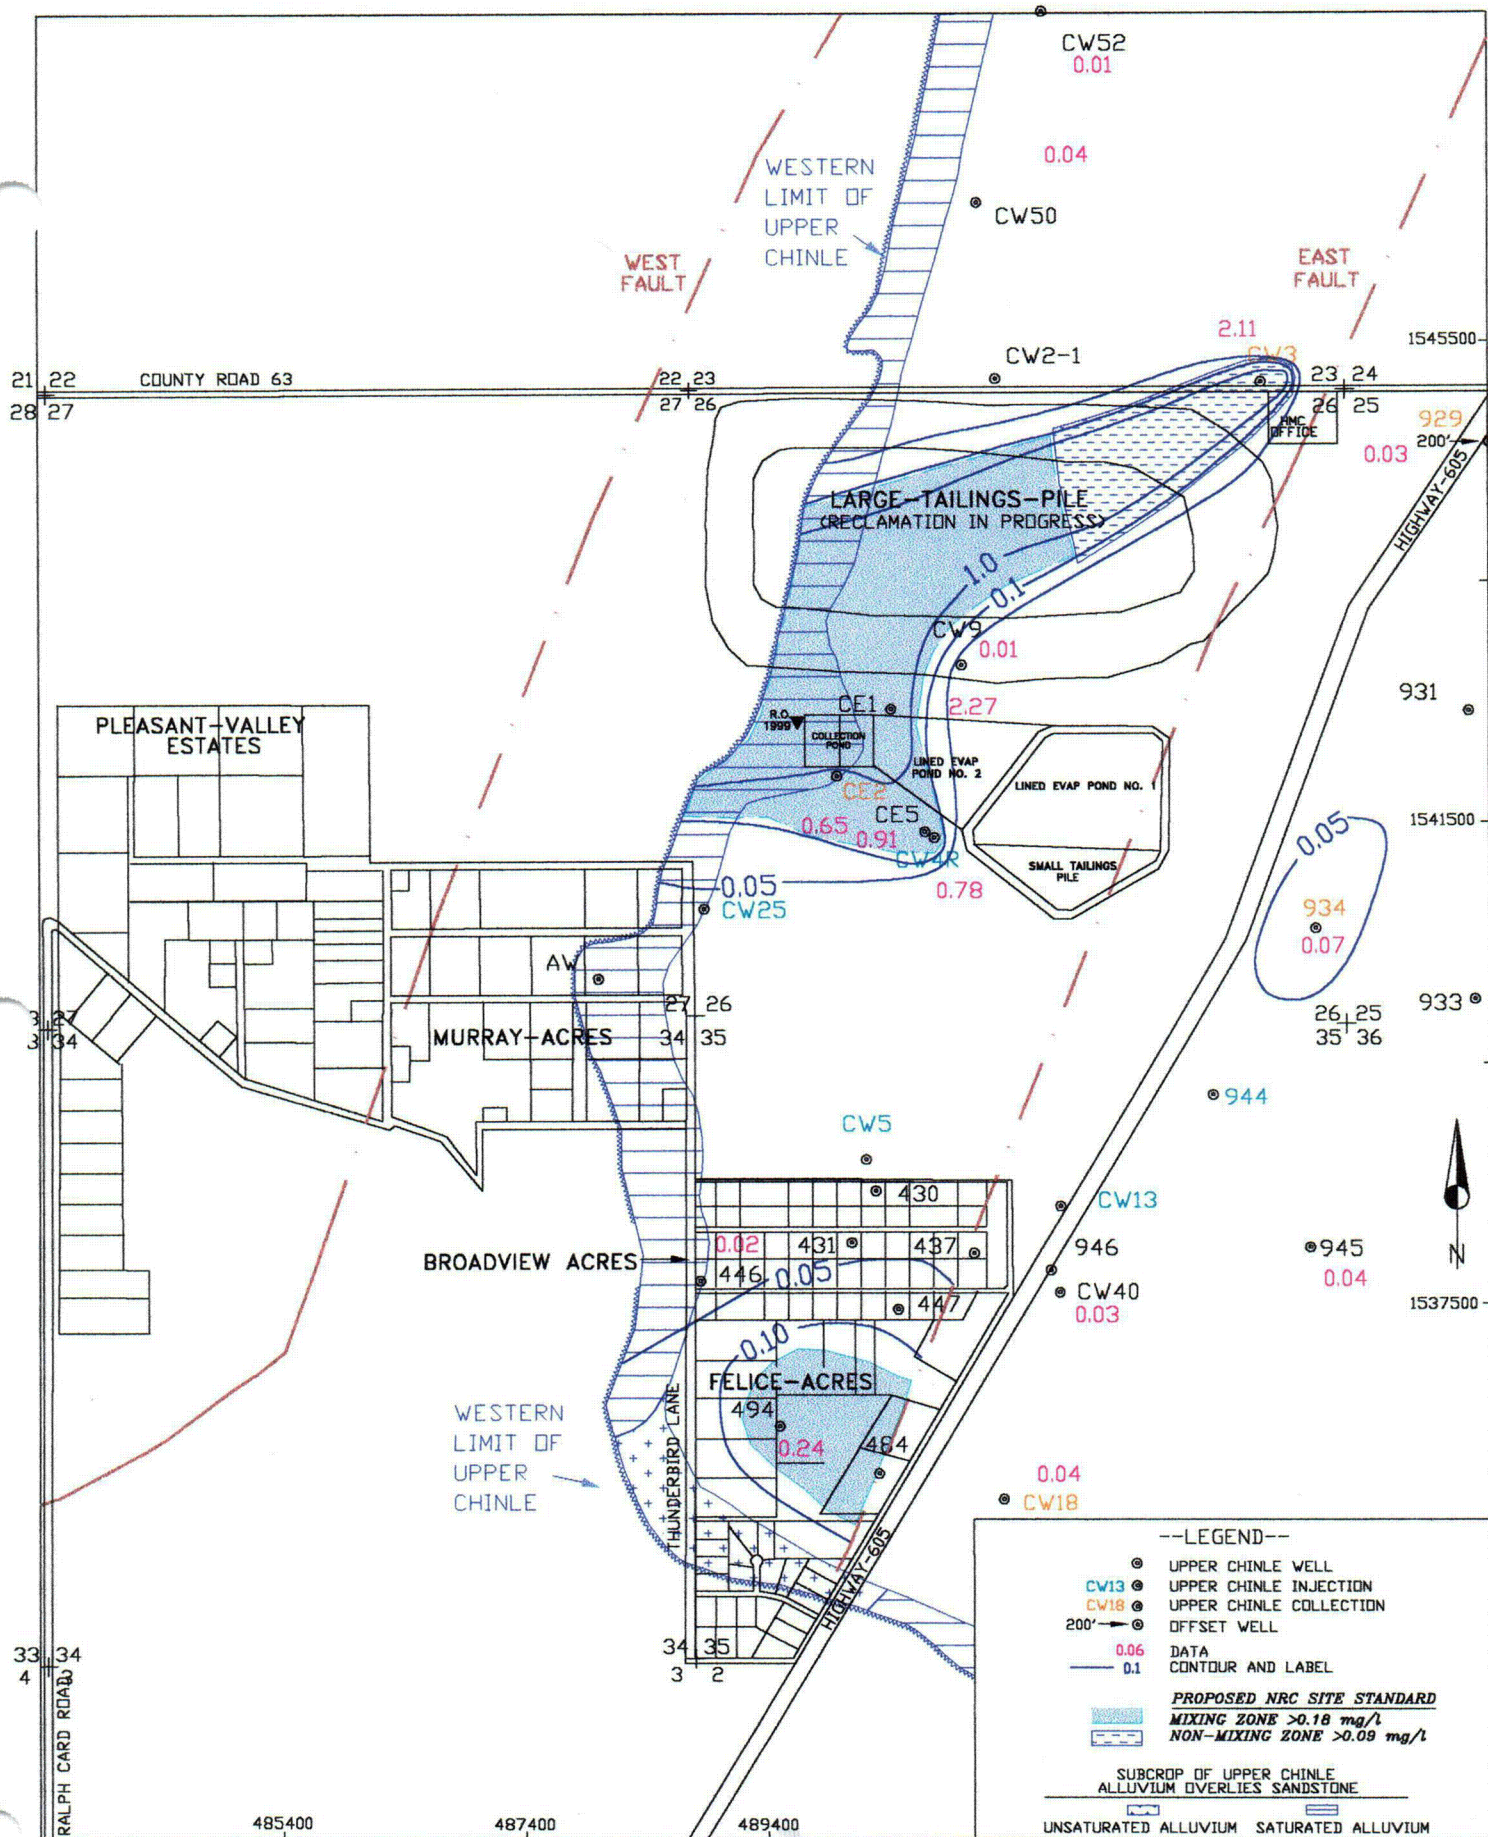 CW52
0.01
0.04
WESTERN
LIMIT OF
UPPER
CHINLE
CW50
WEST
FAULT
EAST
FAULT
2.11
CW3
1545500
CW2-1
21 22
COUNTY ROAD 63
22 23
23 24
28 27
27 26
26 25
HMC
OFFICE
929
200'
0.03
HIGHWAY-605
LARGE-TAILINGS-PILE
(RECLAMATION IN PROGRESS)
1.0
0.1
CW9
0.01
931
CE1
2.27
R.O.
1999
COLLECTION
POND
PLEASANT-VALLEY
ESTATES
LINED EVAP
POND NO. 2
LINED EVAP POND NO. 1
CE2
CE5
0.65
0.91
CW4R
0.78
SMALL TAILINGS
PILE
1541500
0.05
0.05
CW25
934
0.07
AW
27 26
34 35
26 25
35 36
933
27
34
MURRAY-ACRES
944
CW5
430
CW13
0.02
431
437
946
945
0.04
BROADVIEW ACRES
446
0.05
CW40
0.03
447
1537500
N
0.10
FELICE-ACRES
THUNDERBIRD LANE
494
0.24
484
WESTERN
LIMIT OF
UPPER
CHINLE
0.04
CW18
HIGHWAY-605
33 34
4 3
34 35
3 2
RALPH CARD ROAD
485400
487400
489400
--LEGEND--
UPPER CHINLE WELL
CW13 UPPER CHINLE INJECTION
CW18 UPPER CHINLE COLLECTION
200' OFFSET WELL
0.06 DATA
0.1 CONTOUR AND LABEL
PROPOSED NRC SITE STANDARD
MIXING ZONE >0.18 mg/l
NON-MIXING ZONE >0.09 mg/l
SUBCROP OF UPPER CHINLE
ALLUVIUM OVERLIES SANDSTONE
UNSATURATED ALLUVIUM SATURATED ALLUVIUM